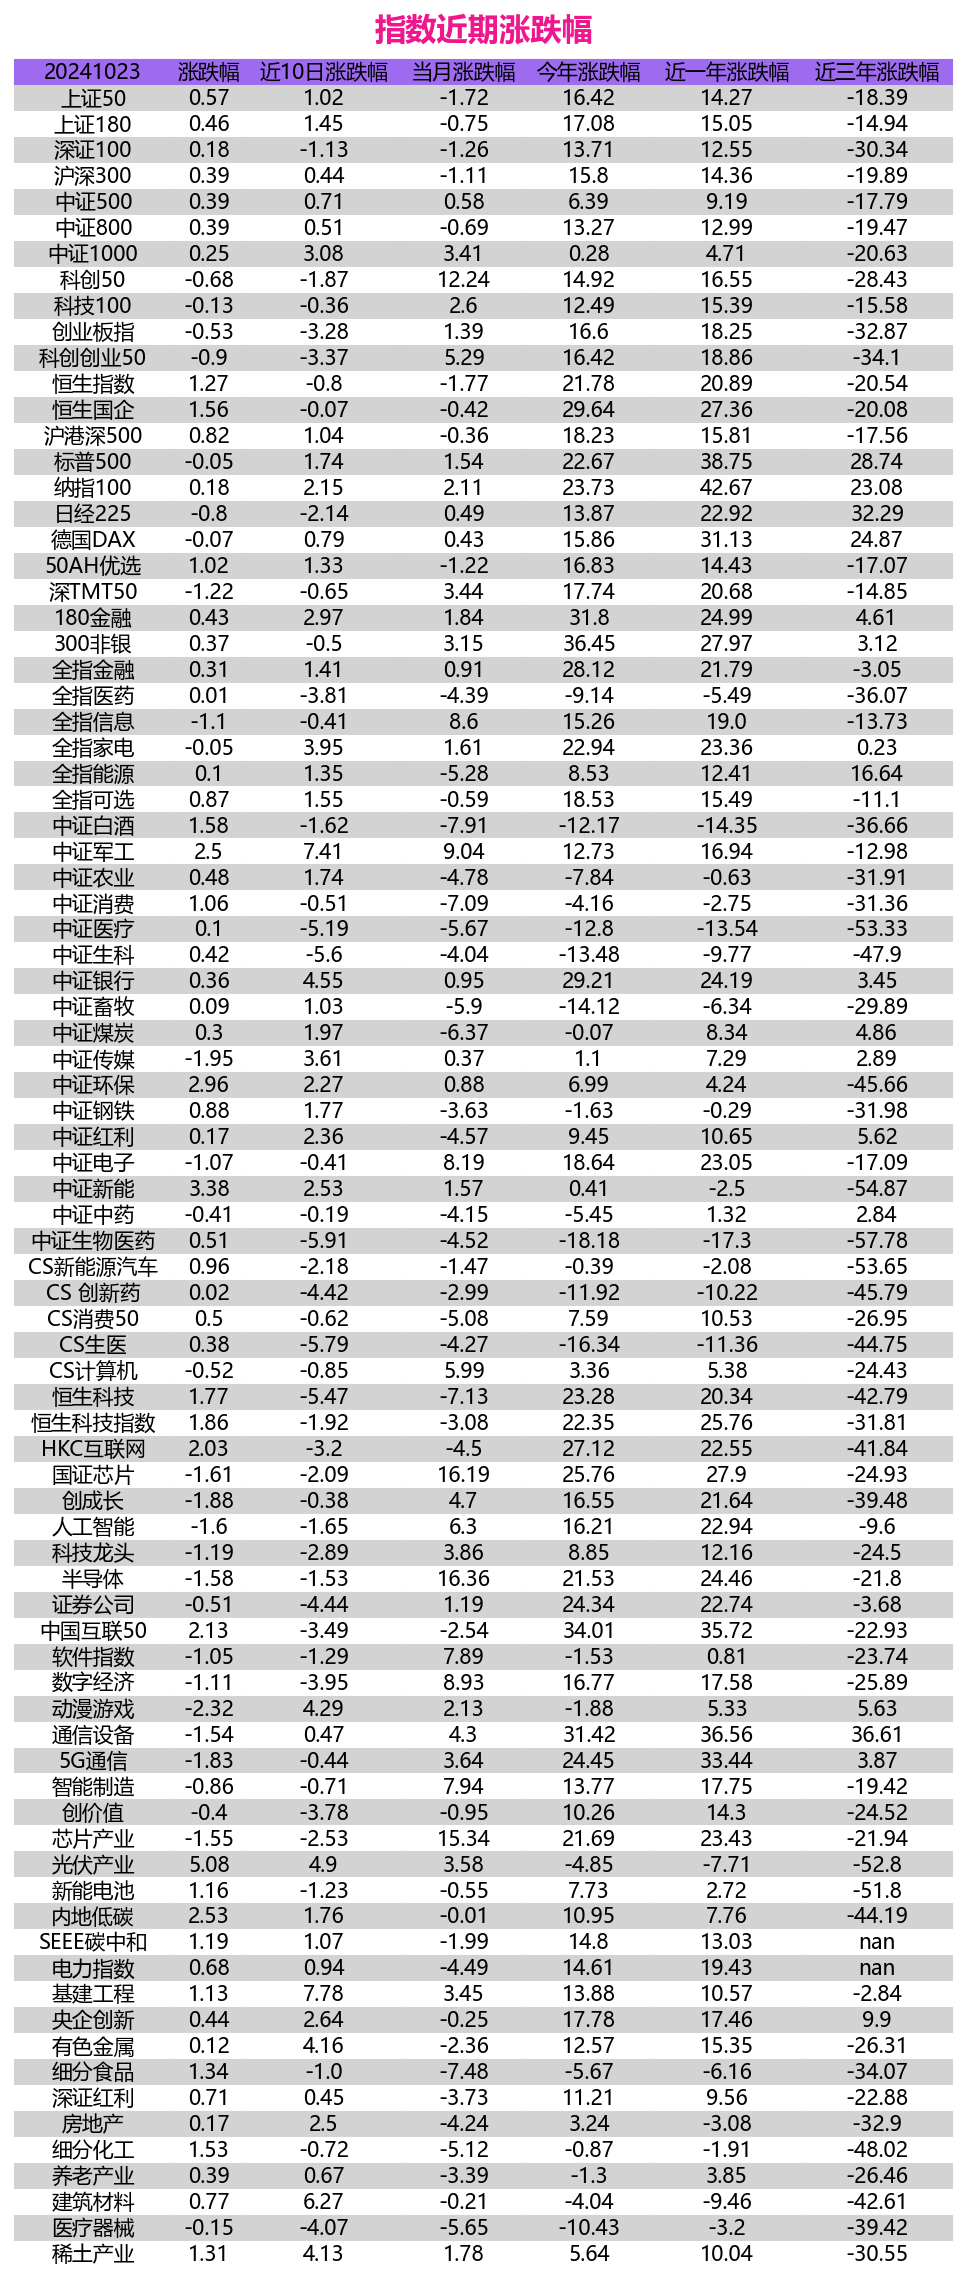 指数近期涨跌幅
20241023 涨跌幅 近10日涨跌幅 当月涨跌幅 今年涨跌幅 近一年涨跌幅 近三年涨跌幅
上证50 0.57 1.02 -1.72 16.42 14.27 -18.39
上证180 0.46 1.45 -0.75 17.08 15.05 -14.94
深证100 0.18 -1.13 -1.26 13.71 12.55 -30.34
沪深300 0.39 0.44 -1.11 15.8 14.36 -19.89
中证500 0.39 0.71 0.58 6.39 9.19 -17.79
中证800 0.39 0.51 -0.69 13.27 12.99 -19.47
中证1000 0.25 3.08 3.41 0.28 4.71 -20.63
科创50 -0.68 -1.87 12.24 14.92 16.55 -28.43
科技100 -0.13 -0.36 2.6 12.49 15.39 -15.58
创业板指 -0.53 -3.28 1.39 16.6 18.25 -32.87
科创创业50 -0.9 -3.37 5.29 16.42 18.86 -34.1
恒生指数 1.27 -0.8 -1.77 21.78 20.89 -20.54
恒生国企 1.56 -0.07 -0.42 29.64 27.36 -20.08
沪港深500 0.82 1.04 -0.36 18.23 15.81 -17.56
标普500 -0.05 1.74 1.54 22.67 38.75 28.74
纳指100 0.18 2.15 2.11 23.73 42.67 23.08
日经225 -0.8 -2.14 0.49 13.87 22.92 32.29
德国DAX -0.07 0.79 0.43 15.86 31.13 24.87
50AH优选 1.02 1.33 -1.22 16.83 14.43 -17.07
深TMT50 -1.22 -0.65 3.44 17.74 20.68 -14.85
180金融 0.43 2.97 1.84 31.8 24.99 4.61
300非银 0.37 -0.5 3.15 36.45 27.97 3.12
全指金融 0.31 1.41 0.91 28.12 21.79 -3.05
全指医药 0.01 -3.81 -4.39 -9.14 -5.49 -36.07
全指信息 -1.1 -0.41 8.6 15.26 19.0 -13.73
全指家电 -0.05 3.95 1.61 22.94 23.36 0.23
全指能源 0.1 1.35 -5.28 8.53 12.41 16.64
全指可选 0.87 1.55 -0.59 18.53 15.49 -11.1
中证白酒 1.58 -1.62 -7.91 -12.17 -14.35 -36.66
中证军工 2.5 7.41 9.04 12.73 16.94 -12.98
中证农业 0.48 1.74 -4.78 -7.84 -0.63 -31.91
中证消费 1.06 -0.51 -7.09 -4.16 -2.75 -31.36
中证医疗 0.1 -5.19 -5.67 -12.8 -13.54 -53.33
中证生科 0.42 -5.6 -4.04 -13.48 -9.77 -47.9
中证银行 0.36 4.55 0.95 29.21 24.19 3.45
中证畜牧 0.09 1.03 -5.9 -14.12 -6.34 -29.89
中证煤炭 0.3 1.97 -6.37 -0.07 8.34 4.86
中证传媒 -1.95 3.61 0.37 1.1 7.29 2.89
中证环保 2.96 2.27 0.88 6.99 4.24 -45.66
中证钢铁 0.88 1.77 -3.63 -1.63 -0.29 -31.98
中证红利 0.17 2.36 -4.57 9.45 10.65 5.62
中证电子 -1.07 -0.41 8.19 18.64 23.05 -17.09
中证新能 3.38 2.53 1.57 0.41 -2.5 -54.87
中证中药 -0.41 -0.19 -4.15 -5.45 1.32 2.84
中证生物医药 0.51 -5.91 -4.52 -18.18 -17.3 -57.78
CS新能源汽车 0.96 -2.18 -1.47 -0.39 -2.08 -53.65
CS 创新药 0.02 -4.42 -2.99 -11.92 -10.22 -45.79
CS消费50 0.5 -0.62 -5.08 7.59 10.53 -26.95
CS生医 0.38 -5.79 -4.27 -16.34 -11.36 -44.75
CS计算机 -0.52 -0.85 5.99 3.36 5.38 -24.43
恒生科技 1.77 -5.47 -7.13 23.28 20.34 -42.79
恒生科技指数 1.86 -1.92 -3.08 22.35 25.76 -31.81
HKC互联网 2.03 -3.2 -4.5 27.12 22.55 -41.84
国证芯片 -1.61 -2.09 16.19 25.76 27.9 -24.93
创成长 -1.88 -0.38 4.7 16.55 21.64 -39.48
人工智能 -1.6 -1.65 6.3 16.21 22.94 -9.6
科技龙头 -1.19 -2.89 3.86 8.85 12.16 -24.5
半导体 -1.58 -1.53 16.36 21.53 24.46 -21.8
证券公司 -0.51 -4.44 1.19 24.34 22.74 -3.68
中国互联50 2.13 -3.49 -2.54 34.01 35.72 -22.93
软件指数 -1.05 -1.29 7.89 -1.53 0.81 -23.74
数字经济 -1.11 -3.95 8.93 16.77 17.58 -25.89
动漫游戏 -2.32 4.29 2.13 -1.88 5.33 5.63
通信设备 -1.54 0.47 4.3 31.42 36.56 36.61
5G通信 -1.83 -0.44 3.64 24.45 33.44 3.87
智能制造 -0.86 -0.71 7.94 13.77 17.75 -19.42
创价值 -0.4 -3.78 -0.95 10.26 14.3 -24.52
芯片产业 -1.55 -2.53 15.34 21.69 23.43 -21.94
光伏产业 5.08 4.9 3.58 -4.85 -7.71 -52.8
新能电池 1.16 -1.23 -0.55 7.73 2.72 -51.8
内地低碳 2.53 1.76 -0.01 10.95 7.76 -44.19
SEEE碳中和 1.19 1.07 -1.99 14.8 13.03 nan
电力指数 0.68 0.94 -4.49 14.61 19.43 nan
基建工程 1.13 7.78 3.45 13.88 10.57 -2.84
央企创新 0.44 2.64 -0.25 17.78 17.46 9.9
有色金属 0.12 4.16 -2.36 12.57 15.35 -26.31
细分食品 1.34 -1.0 -7.48 -5.67 -6.16 -34.07
深证红利 0.71 0.45 -3.73 11.21 9.56 -22.88
房地产 0.17 2.5 -4.24 3.24 -3.08 -32.9
细分化工 1.53 -0.72 -5.12 -0.87 -1.91 -48.02
养老产业 0.39 0.67 -3.39 -1.3 3.85 -26.46
建筑材料 0.77 6.27 -0.21 -4.04 -9.46 -42.61
医疗器械 -0.15 -4.07 -5.65 -10.43 -3.2 -39.42
稀土产业 1.31 4.13 1.78 5.64 10.04 -30.55